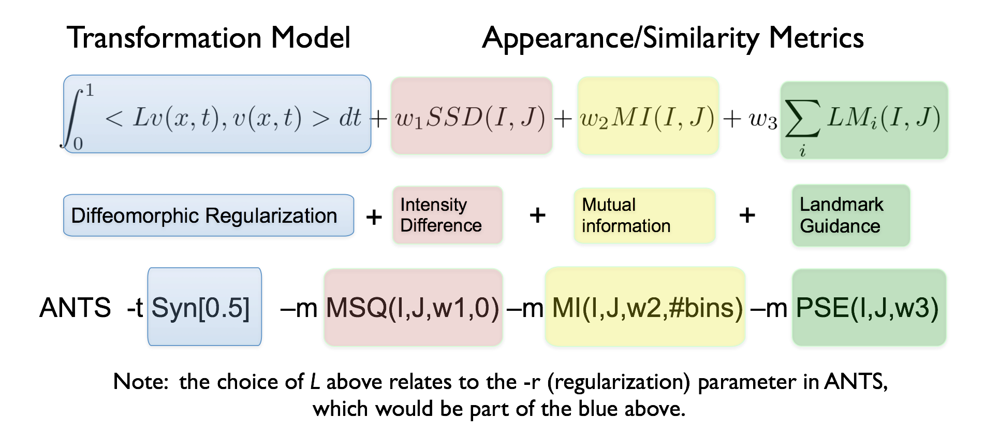 Transformation Model Appearance/Similarity Metrics
∫₀¹ < Lv(x, t), v(x, t) > dt + w₁SSD(I, J) + w₂MI(I, J) + w₃ ∑ᵢ LMᵢ(I, J)
Diffeomorphic Regularization + Intensity Difference + Mutual information + Landmark Guidance
ANTS -t Syn[0.5] –m MSQ(I,J,w1,0) –m MI(I,J,w2,#bins) –m PSE(I,J,w3)
Note: the choice of L above relates to the -r (regularization) parameter in ANTS,
which would be part of the blue above.